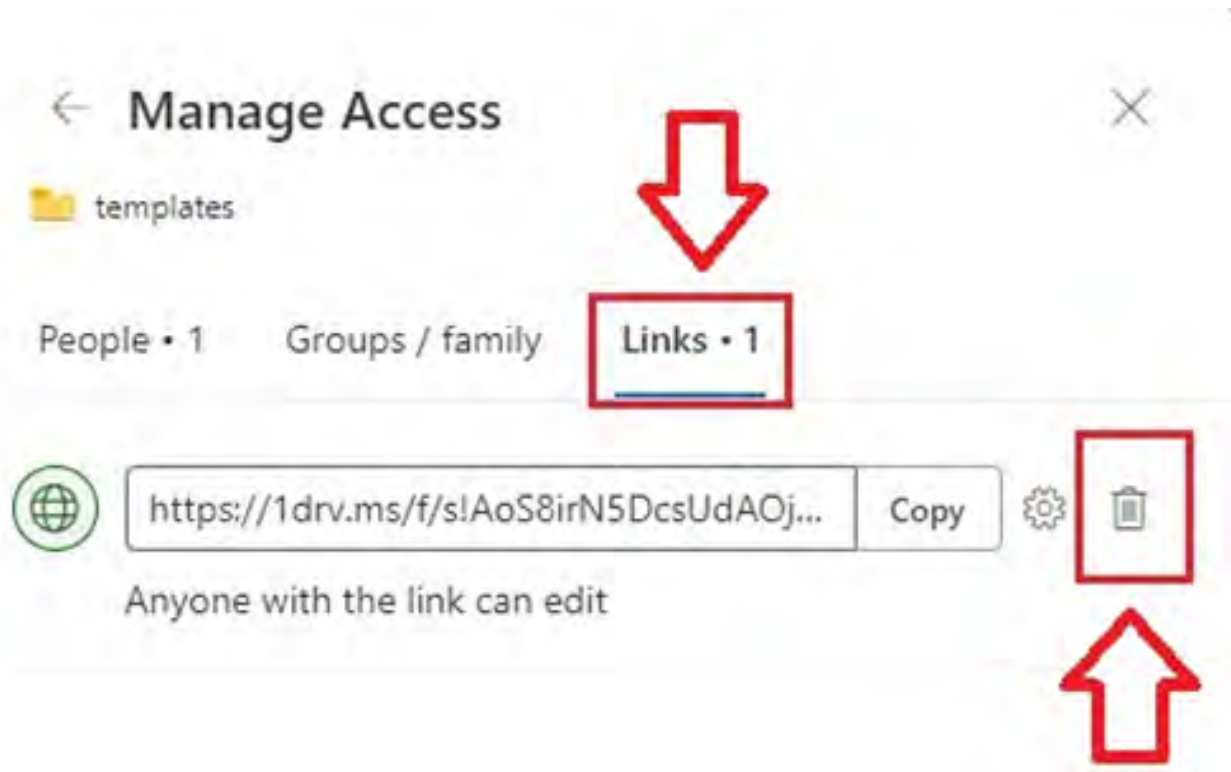 Manage Access
templates
People • 1 Groups / family Links • 1
https://1drv.ms/f/s!AoS8irN5DcsUdAOj... Copy
Anyone with the link can edit